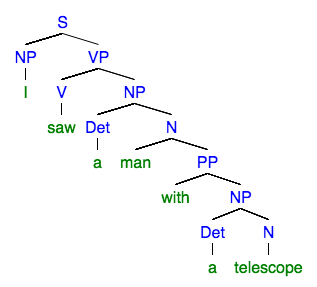 S
NP VP
I V NP
saw Det N
a man PP
with NP
Det N
a telescope